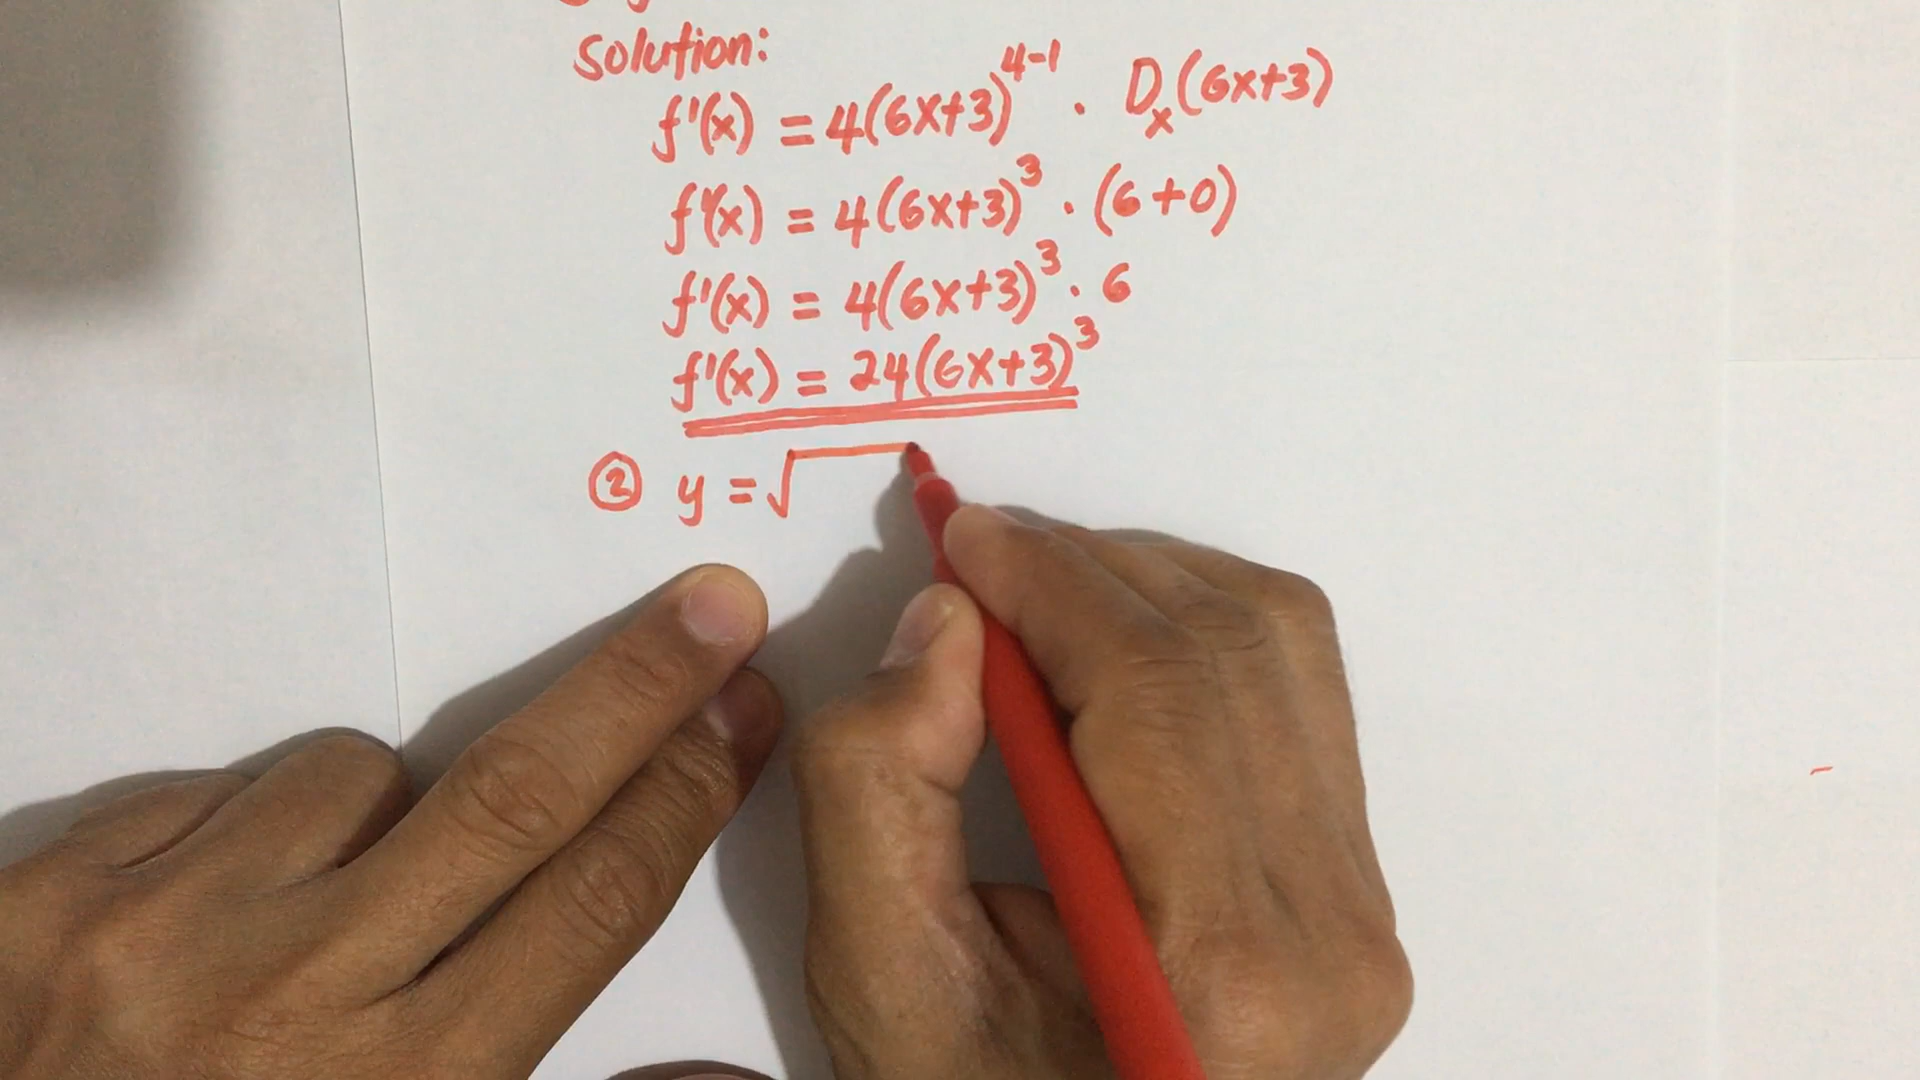 Solution:
f'(x) = 4(6x+3)⁴⁻¹ · Dₓ(6x+3)
f'(x) = 4(6x+3)³ · (6+0)
f'(x) = 4(6x+3)³ · 6
f'(x) = 24(6x+3)³
② y = √